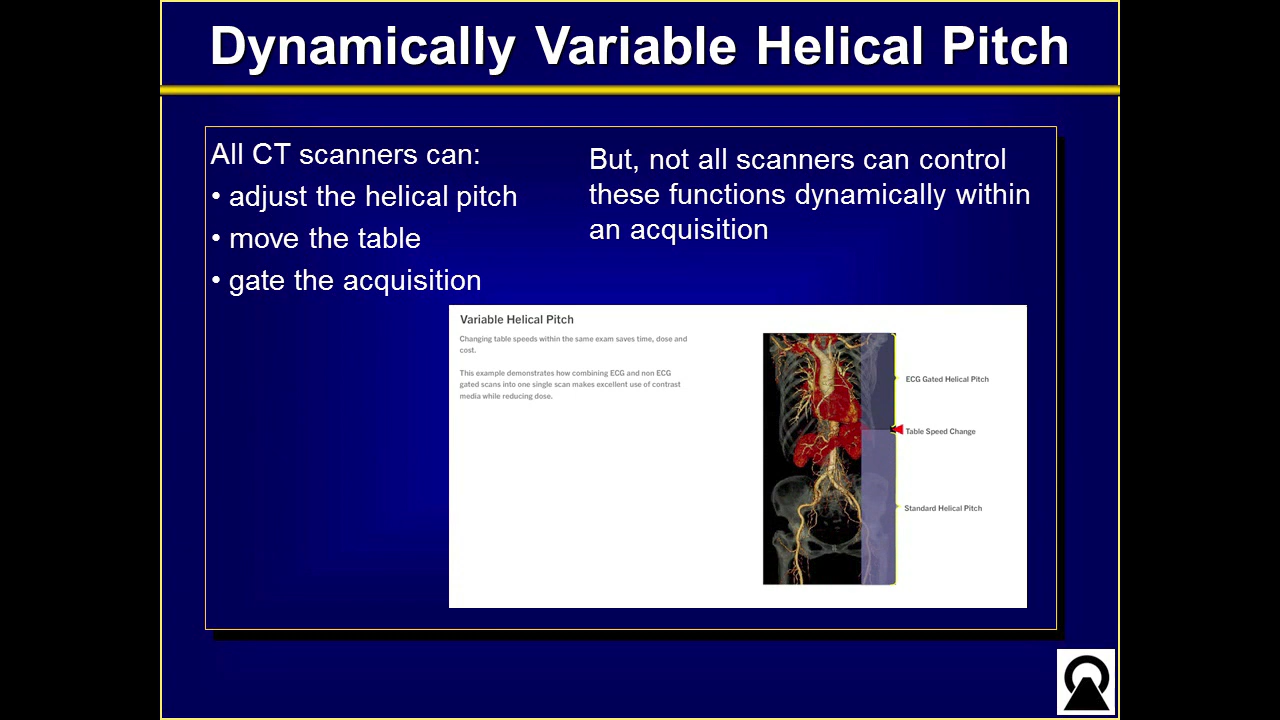 Dynamically Variable Helical Pitch
All CT scanners can:
• adjust the helical pitch
• move the table
• gate the acquisition
But, not all scanners can control
these functions dynamically within
an acquisition
Variable Helical Pitch
Changing table speeds within the same exam saves time, dose and
cost.
This example demonstrates how combining ECG and non ECG
gated scans into one single scan makes excellent use of contrast
media while reducing dose.
ECG Gated Helical Pitch
Table Speed Change
Standard Helical Pitch